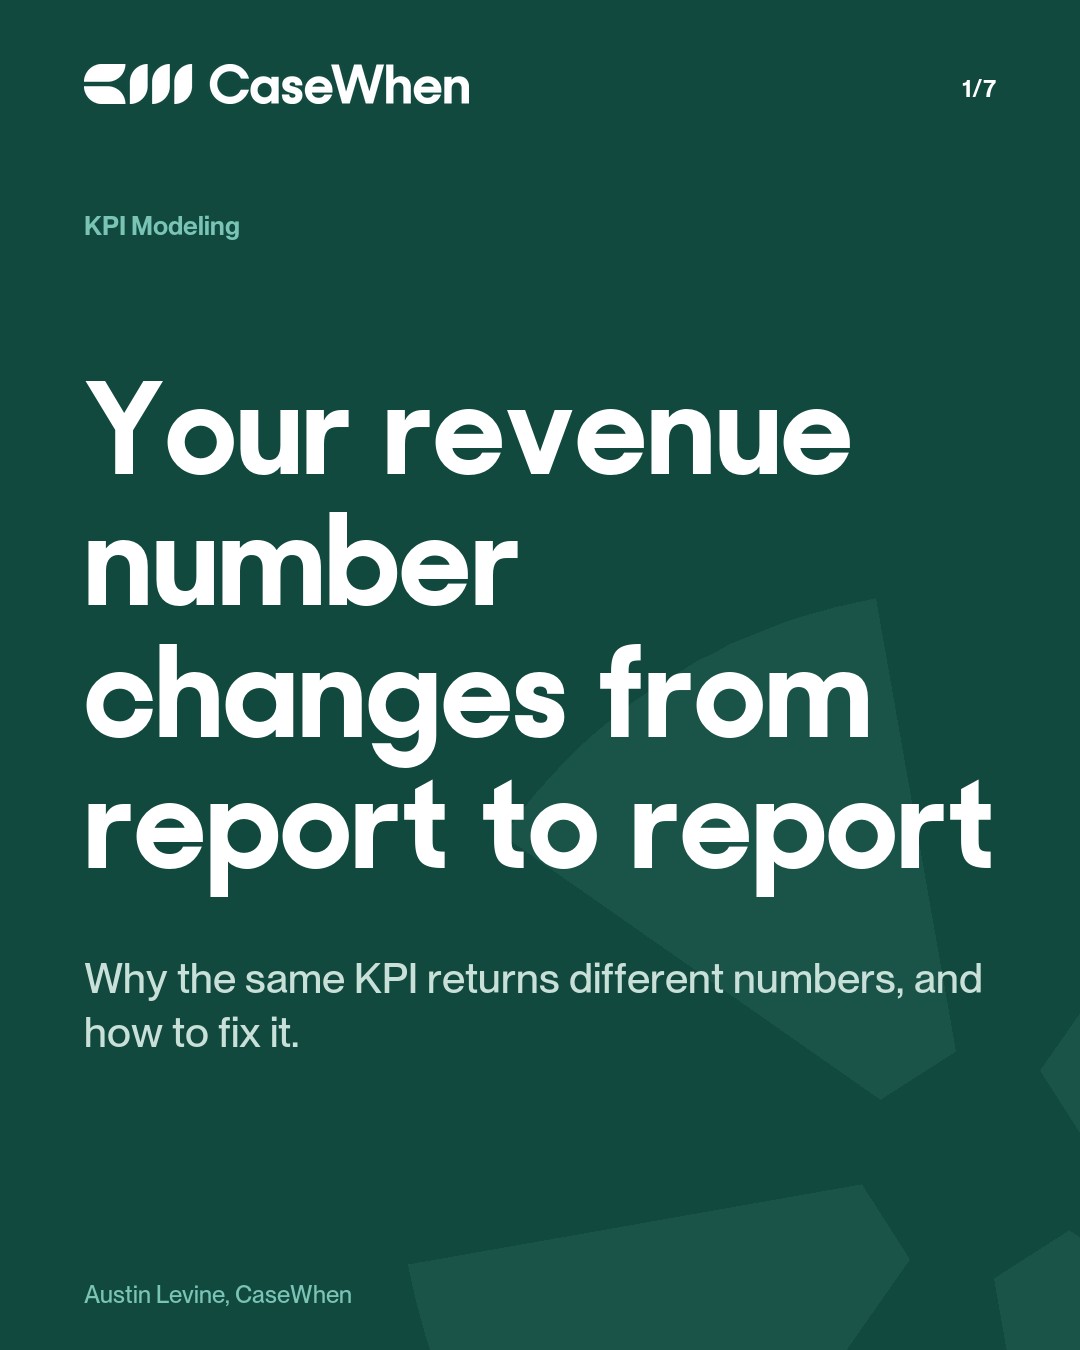 CaseWhen
1/7
KPI Modeling
Your revenue
number
changes from
report to report
Why the same KPI returns different numbers, and
how to fix it.
Austin Levine, CaseWhen